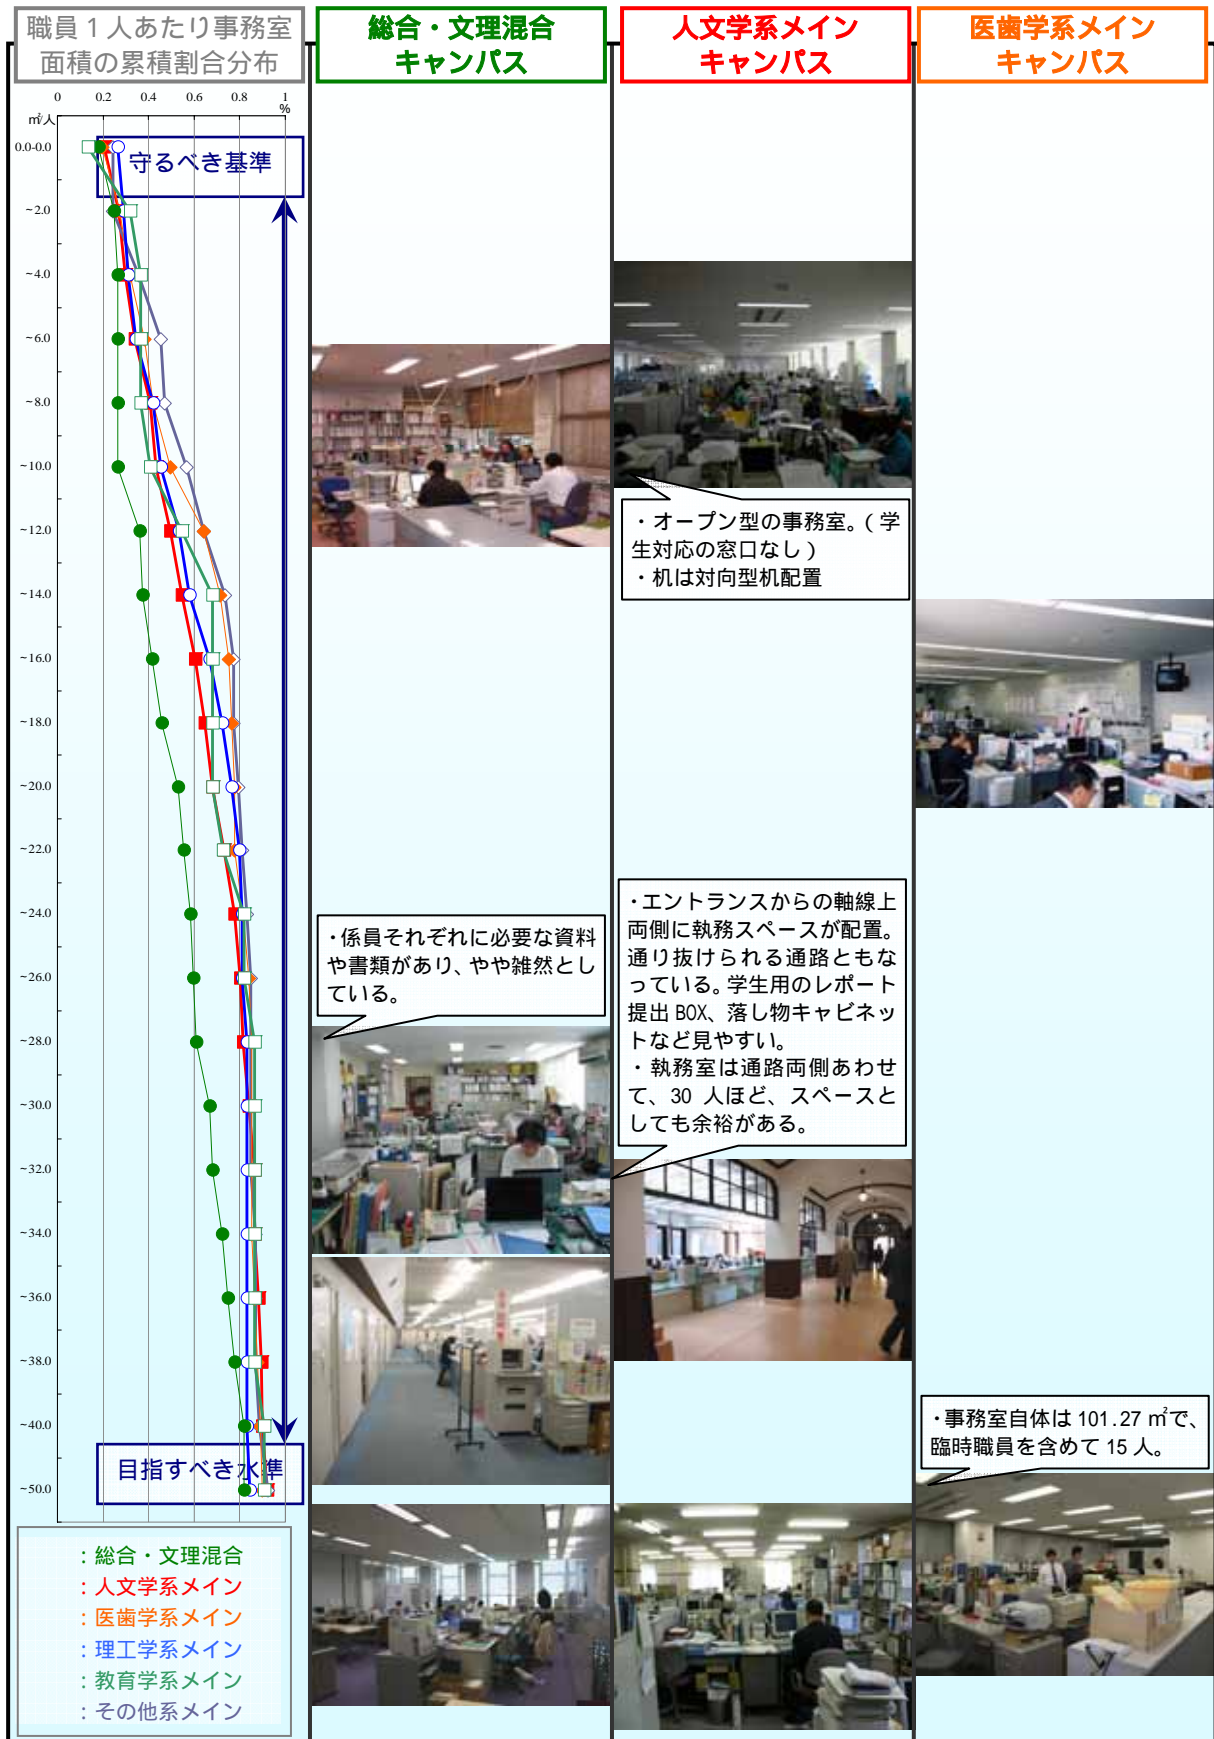 職員１人あたり事務室
面積の累積割合分布
総合・文理混合
キャンパス
人文学系メイン
キャンパス
医歯学系メイン
キャンパス
0 0.2 0.4 0.6 0.8 1
%
㎡/人
0.0-0.0
~2.0
~4.0
~6.0
~8.0
~10.0
~12.0
~14.0
~16.0
~18.0
~20.0
~22.0
~24.0
~26.0
~28.0
~30.0
~32.0
~34.0
~36.0
~38.0
~40.0
~50.0
守るべき基準
目指すべき水準
：総合・文理混合
：人文学系メイン
：医歯学系メイン
：理工学系メイン
：教育学系メイン
：その他系メイン
・係員それぞれに必要な資料
や書類があり、やや雑然とし
ている。
・オープン型の事務室。（学
生対応の窓口なし）
・机は対向型机配置
・エントランスからの軸線上
両側に執務スペースが配置。
通り抜けられる通路ともな
っている。学生用のレポート
提出 BOX、落し物キャビネッ
トなど見やすい。
・執務室は通路両側あわせ
て、30 人ほど、スペースと
しても余裕がある。
・事務室自体は 101.27 ㎡で、
臨時職員を含めて 15 人。